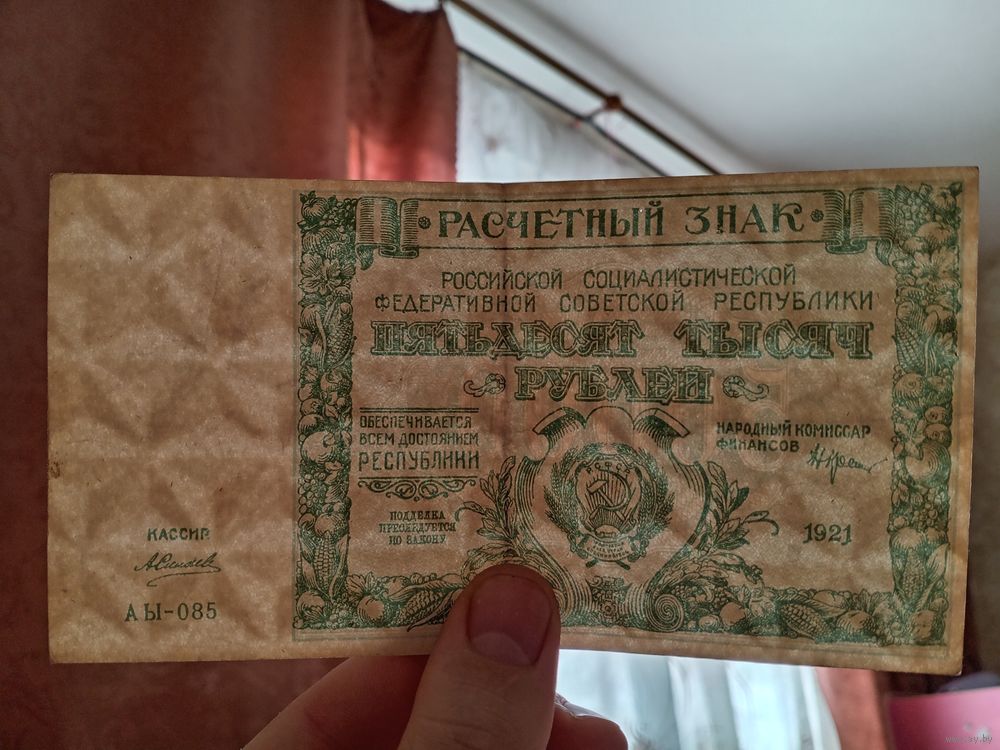 РАСЧЕТНЫЙ ЗНАК
РОССИЙСКОЙ СОЦИАЛИСТИЧЕСКОЙ
ФЕДЕРАТИВНОЙ СОВЕТСКОЙ РЕСПУБЛИКИ
ПЯТЬДЕСЯТ ТЫСЯЧ
РУБЛЕЙ
ОБЕСПЕЧИВАЕТСЯ
ВСЕМ ДОСТОЯНИЕМ
РЕСПУБЛИКИ
НАРОДНЫЙ КОМИССАР
ФИНАНСОВ
ПОДДЕЛКА
ПРЕСЛЕДУЕТСЯ
ПО ЗАКОНУ
1921
КАССИР
АЫ-085